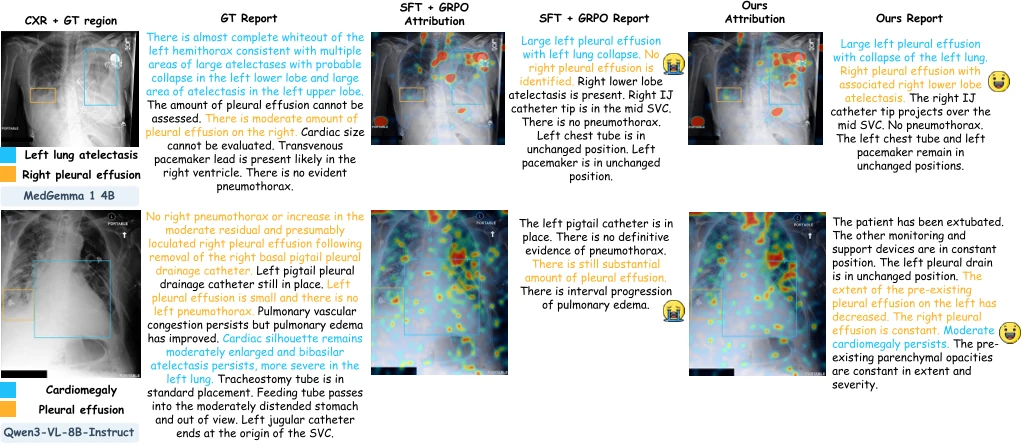 CXR + GT region
GT Report
SFT + GRPO
Attribution
SFT + GRPO Report
Ours
Attribution
Ours Report
There is almost complete whiteout of the
left hemithorax consistent with multiple
areas of large atelectases with probable
collapse in the left lower lobe and large
area of atelectasis in the left upper lobe.
The amount of pleural effusion cannot be
assessed. There is moderate amount of
pleural effusion on the right. Cardiac size
cannot be evaluated. Transvenous
pacemaker lead is present likely in the
right ventricle. There is no evident
pneumothorax.
Large left pleural effusion
with left lung collapse. No
right pleural effusion is
identified. Right lower lobe
atelectasis is present. Right IJ
catheter tip is in the mid SVC.
There is no pneumothorax.
Left chest tube is in
unchanged position. Left
pacemaker is in unchanged
position.
Large left pleural effusion
with collapse of the left lung.
Right pleural effusion with
associated right lower lobe
atelectasis. The right IJ
catheter tip projects over the
mid SVC. No pneumothorax.
The left chest tube and left
pacemaker remain in
unchanged positions.
PORTABLE
PORTABLE
PORTABLE
Left lung atelectasis
Right pleural effusion
MedGemma 1 4B
No right pneumothorax or increase in the
moderate residual and presumably
loculated right pleural effusion following
removal of the right basal pigtail pleural
drainage catheter. Left pigtail pleural
drainage catheter still in place. Left
pleural effusion is small and there is no
left pneumothorax. Pulmonary vascular
congestion persists but pulmonary edema
has improved. Cardiac silhouette remains
moderately enlarged and bibasilar
atelectasis persists, more severe in the
left lung. Tracheostomy tube is in
standard placement. Feeding tube passes
into the moderately distended stomach
and out of view. Left jugular catheter
ends at the origin of the SVC.
The left pigtail catheter is in
place. There is no definitive
evidence of pneumothorax.
There is still substantial
amount of pleural effusion.
There is interval progression
of pulmonary edema.
The patient has been extubated.
The other monitoring and
support devices are in constant
position. The left pleural drain
is in unchanged position. The
extent of the pre-existing
pleural effusion on the left has
decreased. The right pleural
effusion is constant. Moderate
cardiomegaly persists. The pre-
existing parenchymal opacities
are constant in extent and
severity.
PORTABLE
PORTABLE
PORTABLE
Cardiomegaly
Pleural effusion
Qwen3-VL-8B-Instruct